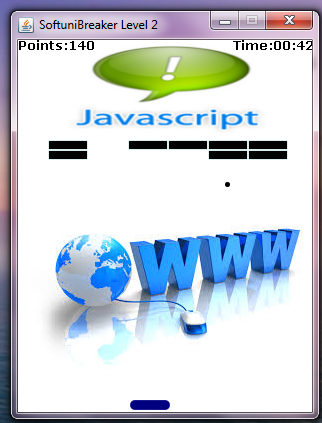 SoftuniBreaker Level 2
Points:140 Time:00:42
!
Javascript
WWW